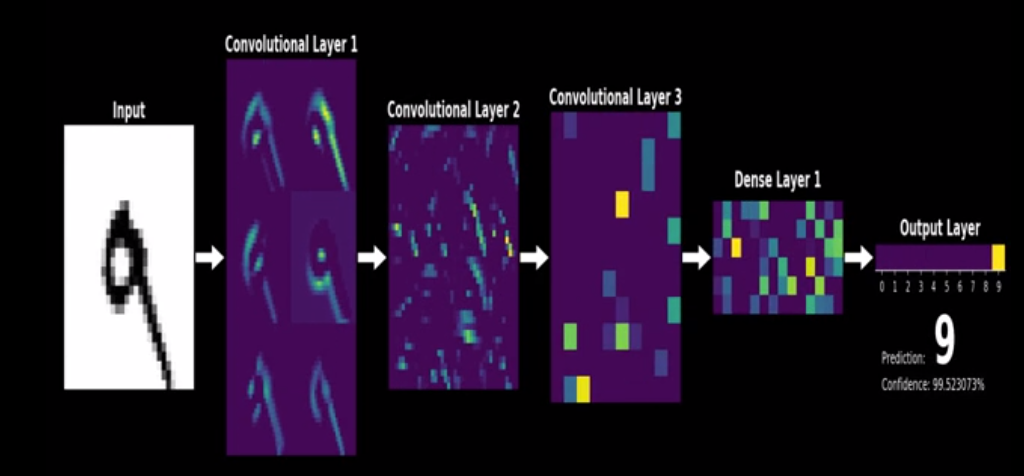 Input
Convolutional Layer 1
Convolutional Layer 2
Convolutional Layer 3
Dense Layer 1
Output Layer
0 1 2 3 4 5 6 7 8 9
Prediction: 9
Confidence: 99.523073%